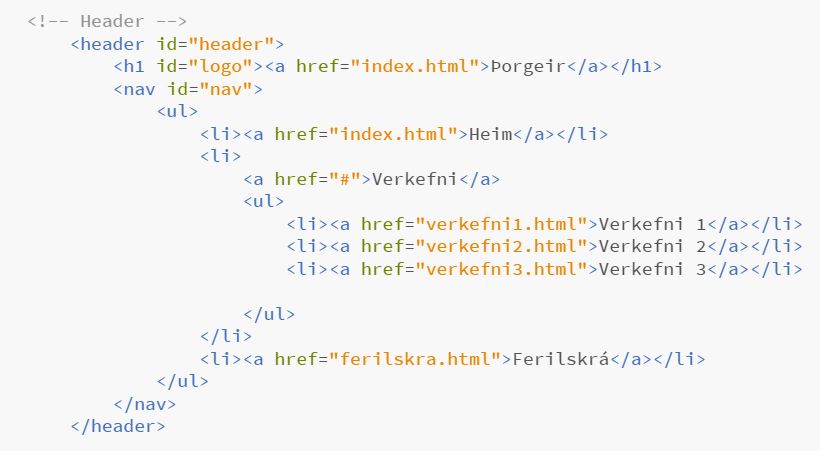 <!-- Header -->
<header id="header">
<h1 id="logo"><a href="index.html">Þorgeir</a></h1>
<nav id="nav">
<ul>
<li><a href="index.html">Heim</a></li>
<li>
<a href="#">Verkefni</a>
<ul>
<li><a href="verkefni1.html">Verkefni 1</a></li>
<li><a href="verkefni2.html">Verkefni 2</a></li>
<li><a href="verkefni3.html">Verkefni 3</a></li>
</ul>
</li>
<li><a href="ferilskra.html">Ferilskrá</a></li>
</ul>
</nav>
</header>